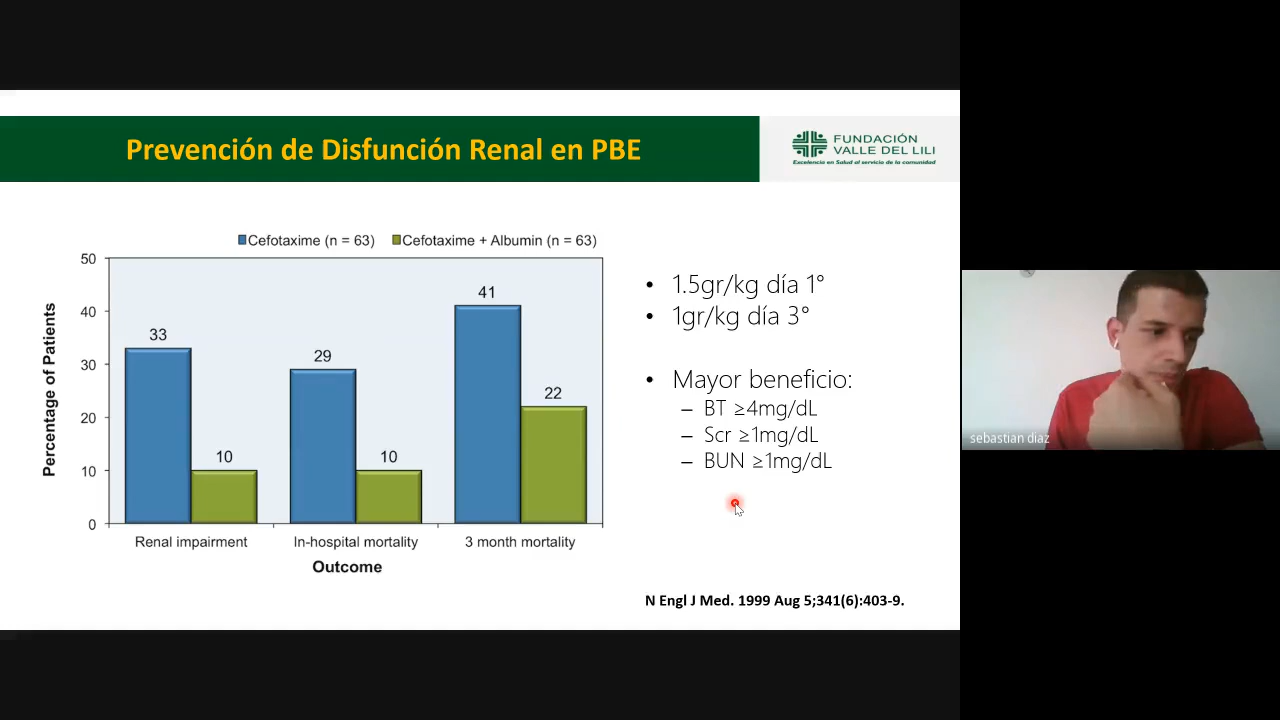 Prevención de Disfunción Renal en PBE
FUNDACIÓN
VALLE DEL LILI
Excelencia en Salud al servicio de la comunidad
Cefotaxime (n = 63) Cefotaxime + Albumin (n = 63)
Percentage of Patients
50
40
30
20
10
0
33
10
29
10
41
22
Renal impairment In-hospital mortality 3 month mortality
Outcome
• 1.5gr/kg día 1°
• 1gr/kg día 3°
• Mayor beneficio:
– BT ≥4mg/dL
– Scr ≥1mg/dL
– BUN ≥1mg/dL
N Engl J Med. 1999 Aug 5;341(6):403-9.
sebastian diaz